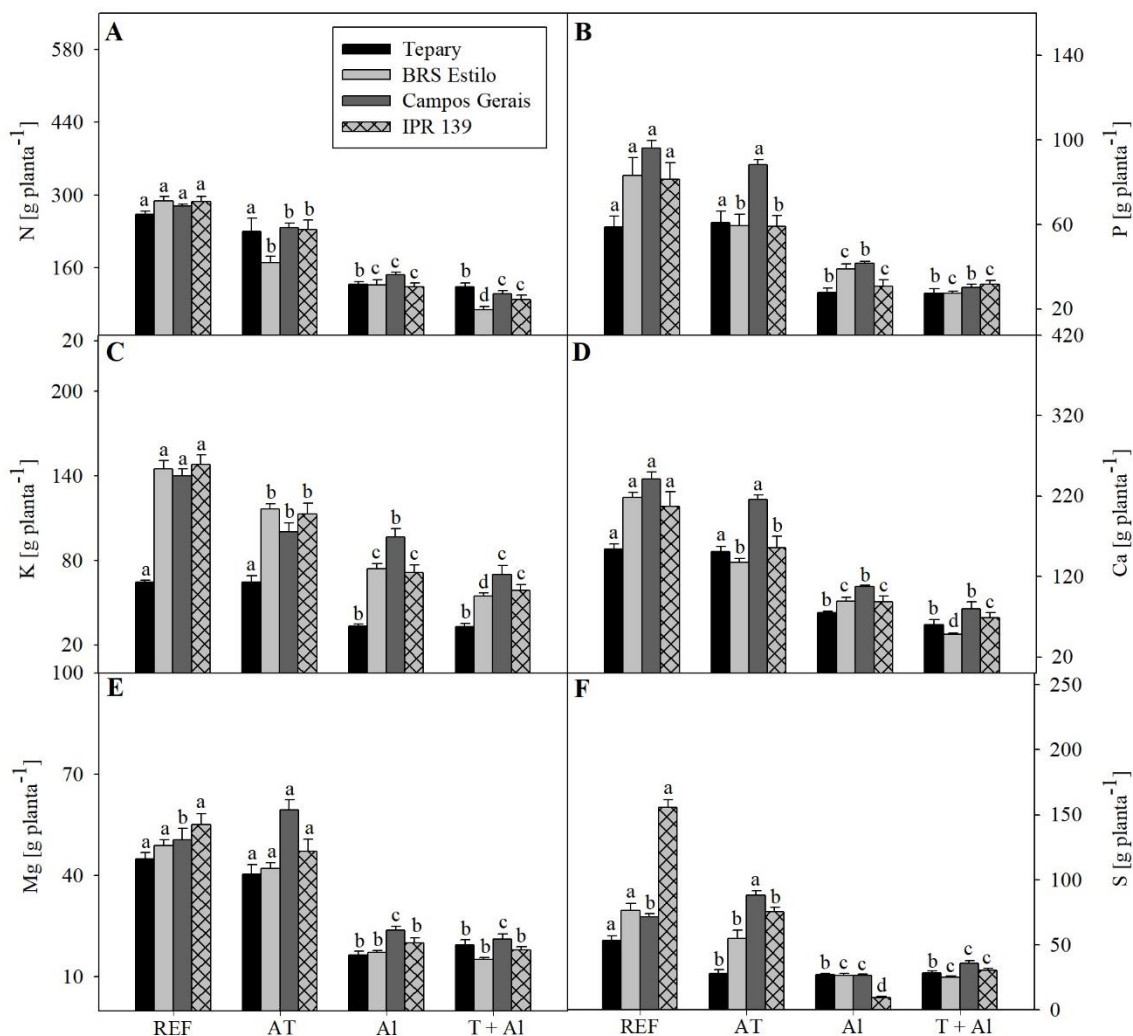 A
580
440
300
160
20
N [g planta⁻¹]
Tepary
BRS Estilo
Campos Gerais
IPR 139
a a a a
a b b b
b c c c
b d c c
B
140
100
60
20
P [g planta⁻¹]
a a a a
a b a b
b c b c
b c b c
C
200
140
80
20
K [g planta⁻¹]
a a a a
a b b b
b c b c
b d c c
D
420
320
220
120
20
Ca [g planta⁻¹]
a a a a
a b a b
b c b c
b d c c
E
100
70
40
10
Mg [g planta⁻¹]
a a b a
a a a a
b b c b
b b c b
REF AT Al T + Al
F
250
200
150
100
50
0
S [g planta⁻¹]
a a b a
b b a b
b c c d
b c c c
REF AT Al T + Al